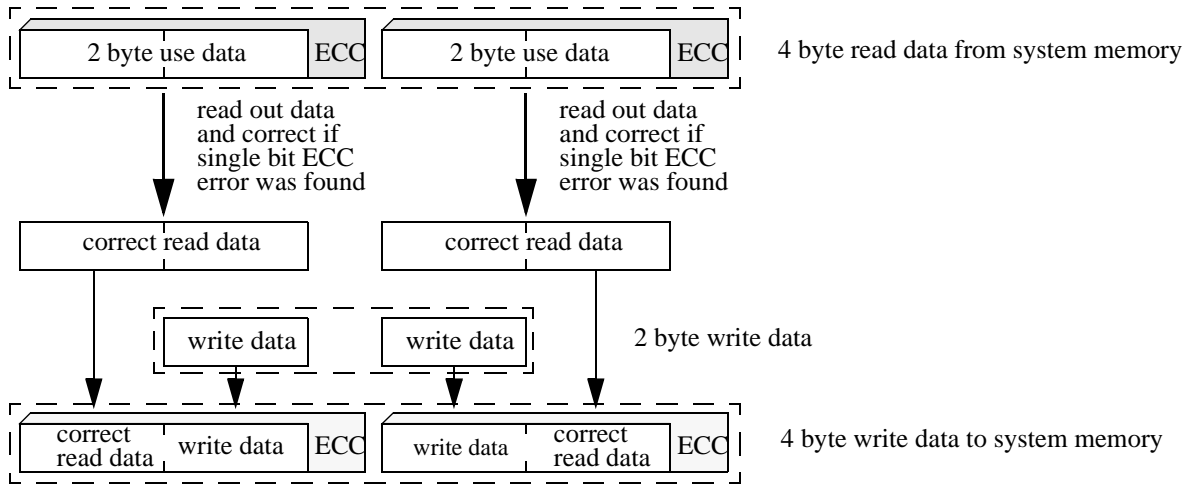 2 byte use data ECC 2 byte use data ECC 4 byte read data from system memory
read out data
and correct if
single bit ECC
error was found
read out data
and correct if
single bit ECC
error was found
correct read data correct read data
write data write data 2 byte write data
correct
read data
write data ECC
write data
correct
read data
ECC
4 byte write data to system memory